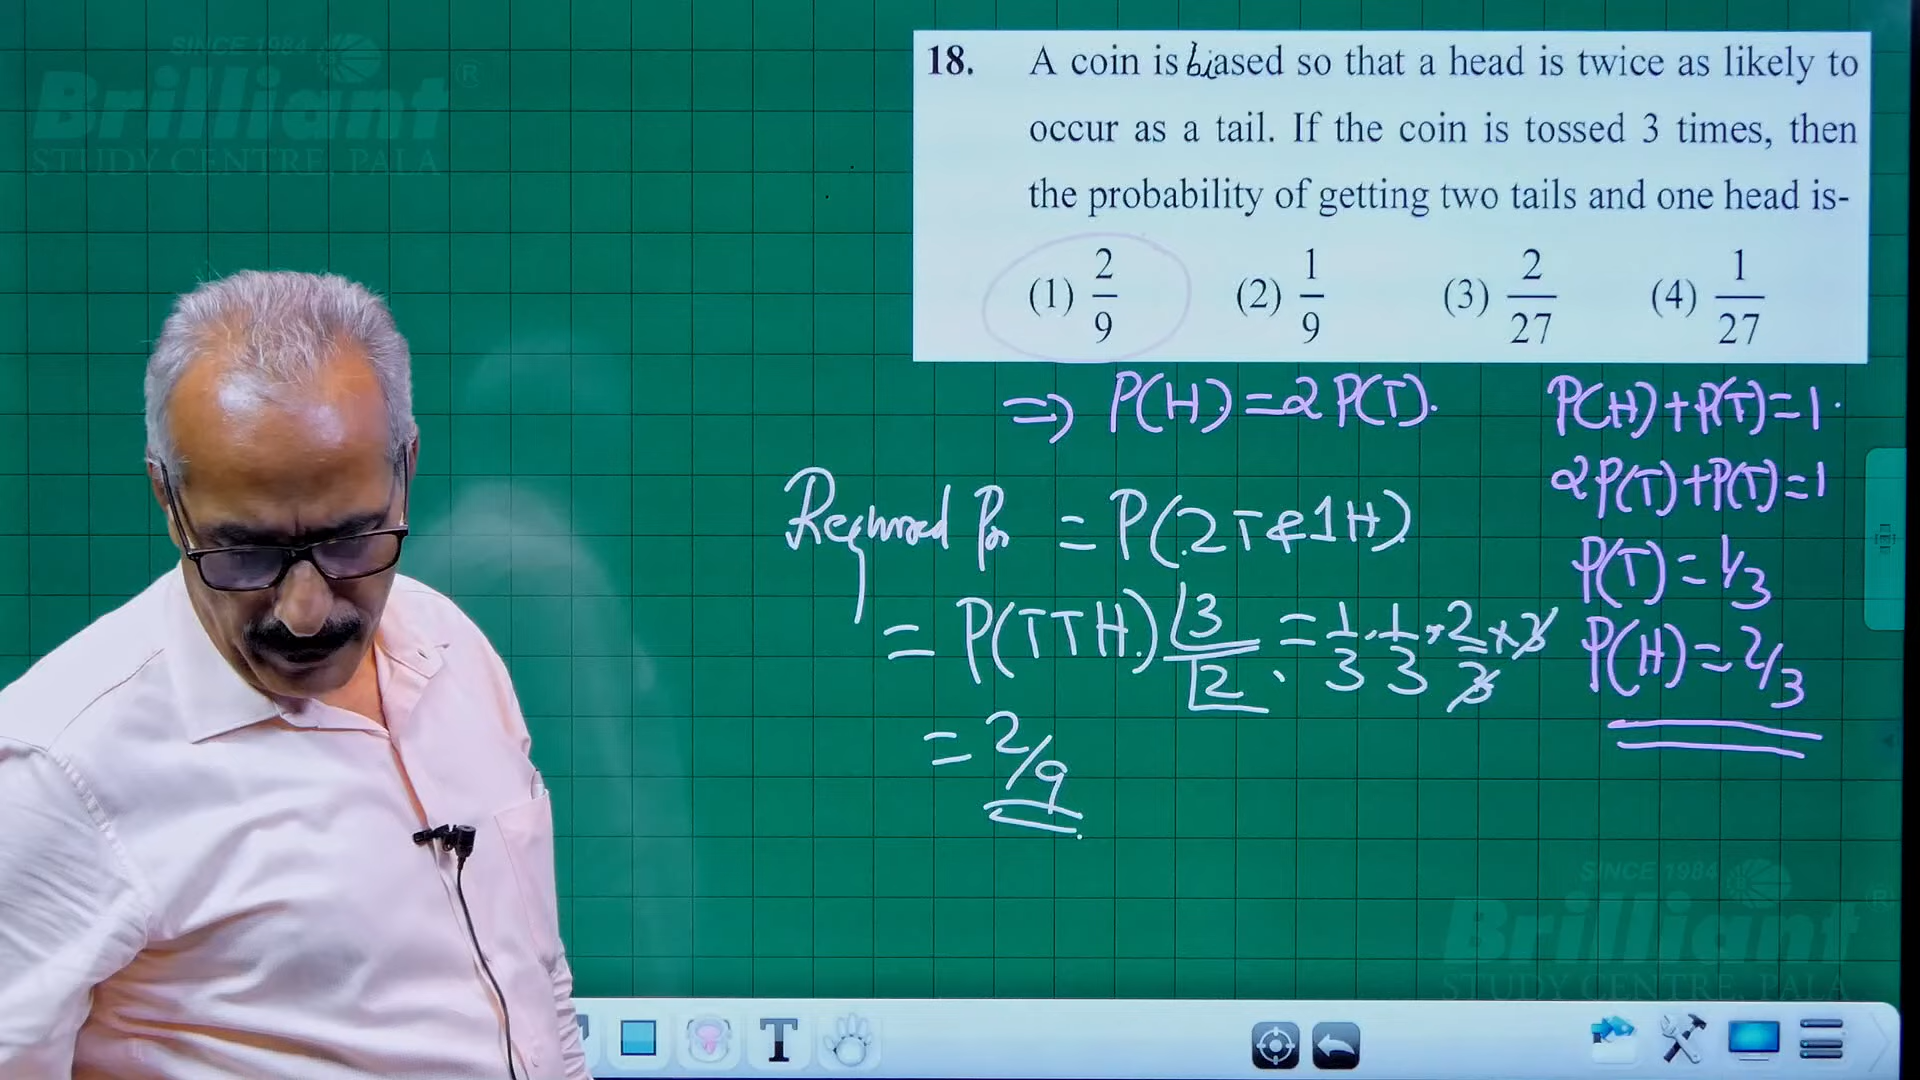 SINCE 1984
Brilliant®
STUDY CENTRE, PALA
18. A coin is biased so that a head is twice as likely to
occur as a tail. If the coin is tossed 3 times, then
the probability of getting two tails and one head is-
(1) 2/9 (2) 1/9 (3) 2/27 (4) 1/27
⇒ P(H) = 2 P(T).
P(H) + P(T) = 1.
2P(T) + P(T) = 1
P(T) = 1/3
P(H) = 2/3
Required Pr = P(2T & 1H)
= P(TTH) |3/|2 = 1/3 · 1/3 × 2/3 × 3
= 2/9
SINCE 1984
Brilliant®
STUDY CENTRE, PALA
T